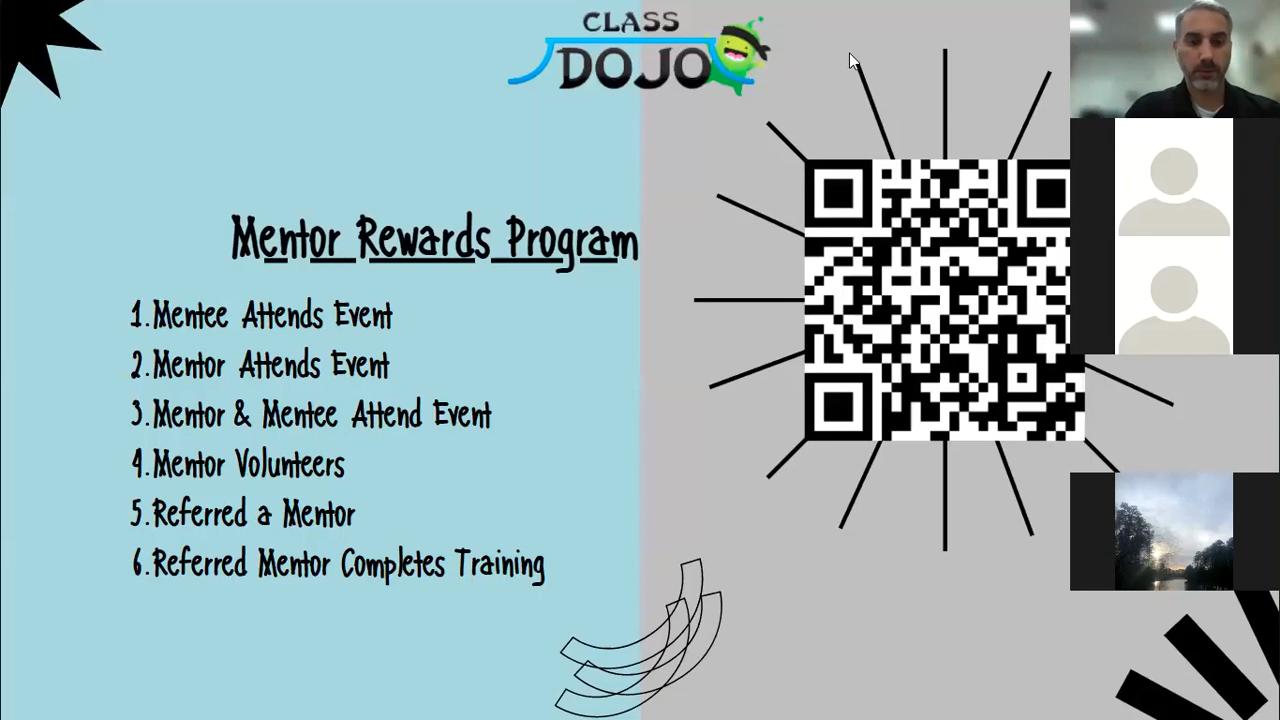 CLASS
DOJO
Mentor Rewards Program
1.Mentee Attends Event
2.Mentor Attends Event
3.Mentor & Mentee Attend Event
4.Mentor Volunteers
5.Referred a Mentor
6.Referred Mentor Completes Training